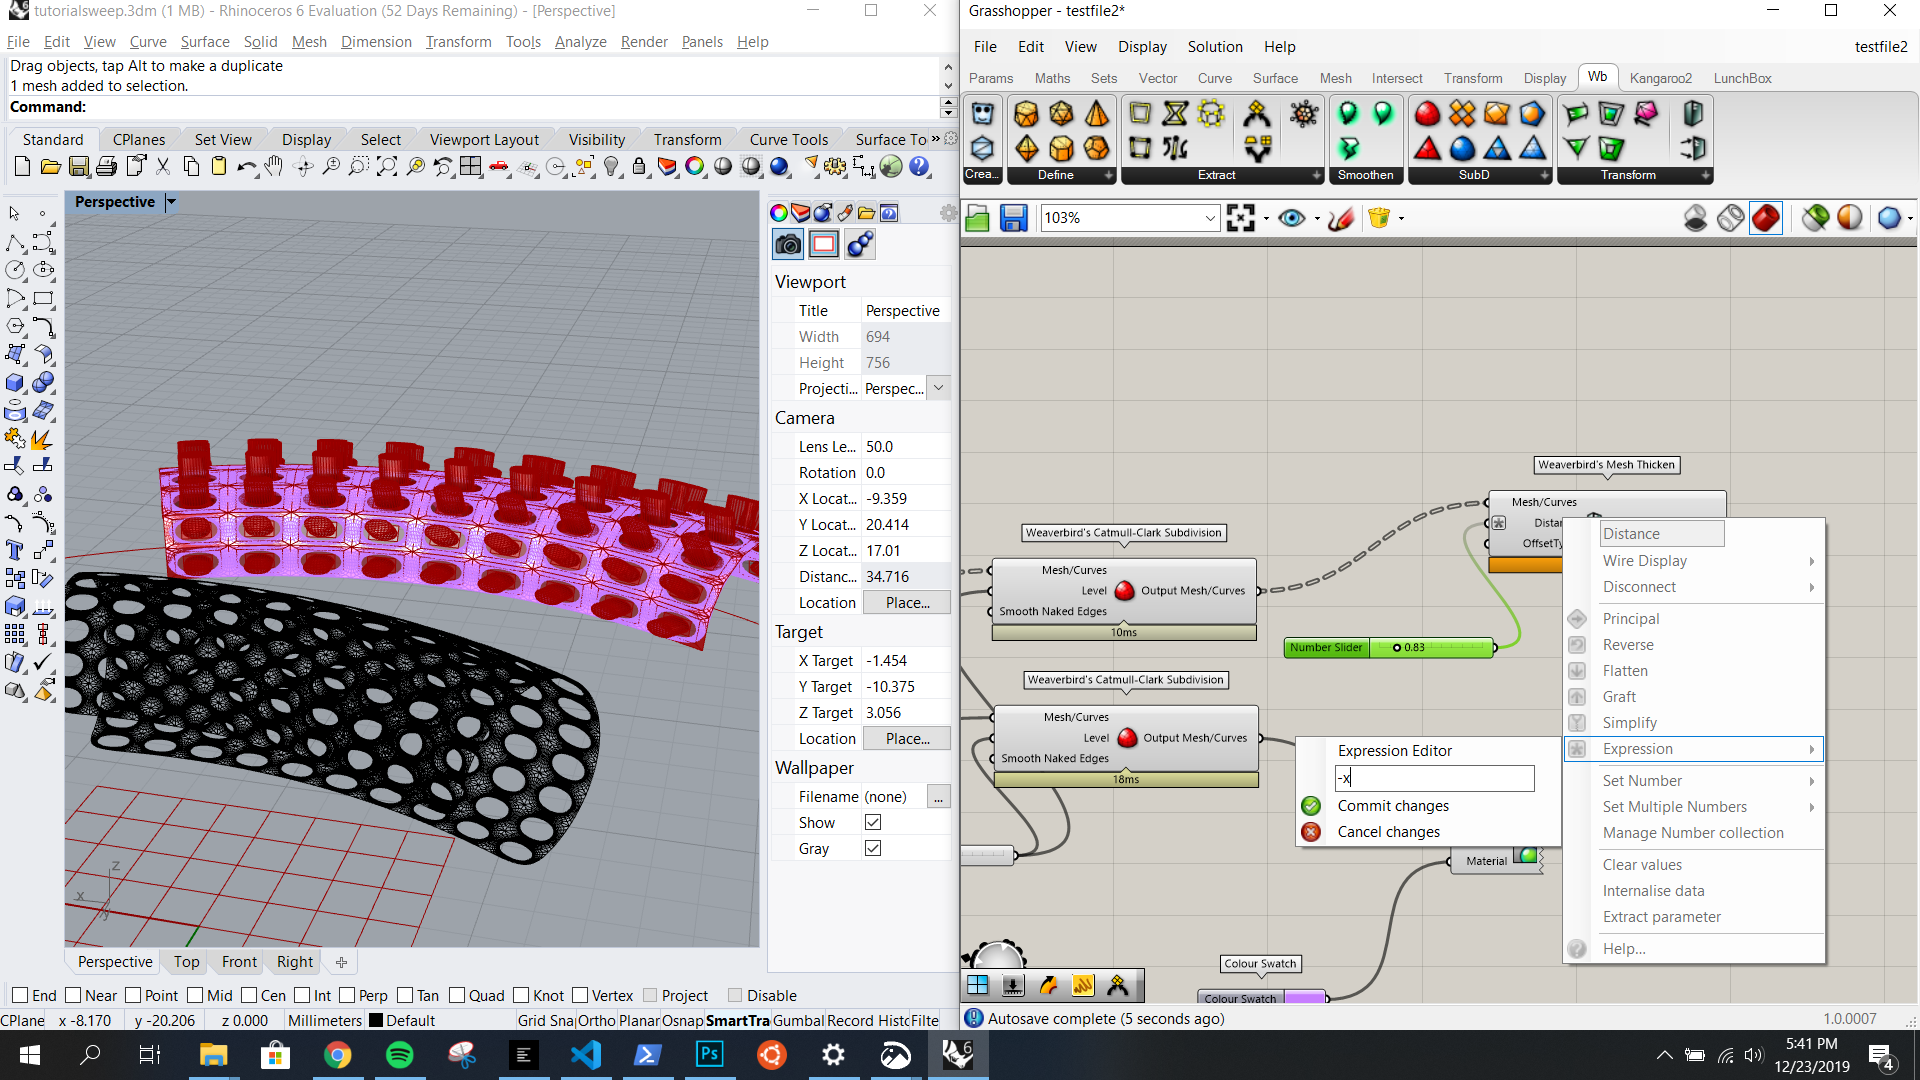 tutorialsweep.3dm (1 MB) - Rhinoceros 6 Evaluation (52 Days Remaining) - [Perspective]
File Edit View Curve Surface Solid Mesh Dimension Transform Tools Analyze Render Panels Help
Drag objects, tap Alt to make a duplicate
1 mesh added to selection.
Command:
Standard CPlanes Set View Display Select Viewport Layout Visibility Transform Curve Tools Surface To »
Perspective
Viewport
Title Perspective
Width 694
Height 756
Projecti... Perspec...
Camera
Lens Le... 50.0
Rotation 0.0
X Locat... -9.359
Y Locat... 20.414
Z Locat... 17.01
Distanc... 34.716
Location Place...
Target
X Target -1.454
Y Target -10.375
Z Target 3.056
Location Place...
Wallpaper
Filename (none) ...
Show
Gray
z
x
y
Perspective Top Front Right
End Near Point Mid Cen Int Perp Tan Quad Knot Vertex Project Disable
CPlane x -8.170 y -20.206 z 0.000 Millimeters Default Grid Sna Ortho Planar Osnap SmartTra Gumbal Record Histo Filte
Grasshopper - testfile2*
File Edit View Display Solution Help testfile2
Params Maths Sets Vector Curve Surface Mesh Intersect Transform Display Wb Kangaroo2 LunchBox
Crea... Define Extract Smoothen SubD Transform
103%
Weaverbird's Mesh Thicken
Mesh/Curves
Distan
OffsetTy
Weaverbird's Catmull-Clark Subdivision
Mesh/Curves
Level Output Mesh/Curves
Smooth Naked Edges
10ms
Number Slider 0.83
Weaverbird's Catmull-Clark Subdivision
Mesh/Curves
Level Output Mesh/Curves
Smooth Naked Edges
18ms
Expression Editor
-x
Commit changes
Cancel changes
Material
Colour Swatch
Colour Swatch
Distance
Wire Display
Disconnect
Principal
Reverse
Flatten
Graft
Simplify
Expression
Set Number
Set Multiple Numbers
Manage Number collection
Clear values
Internalise data
Extract parameter
Help...
Autosave complete (5 seconds ago) 1.0.0007
Ps
6
5:41 PM
12/23/2019
4